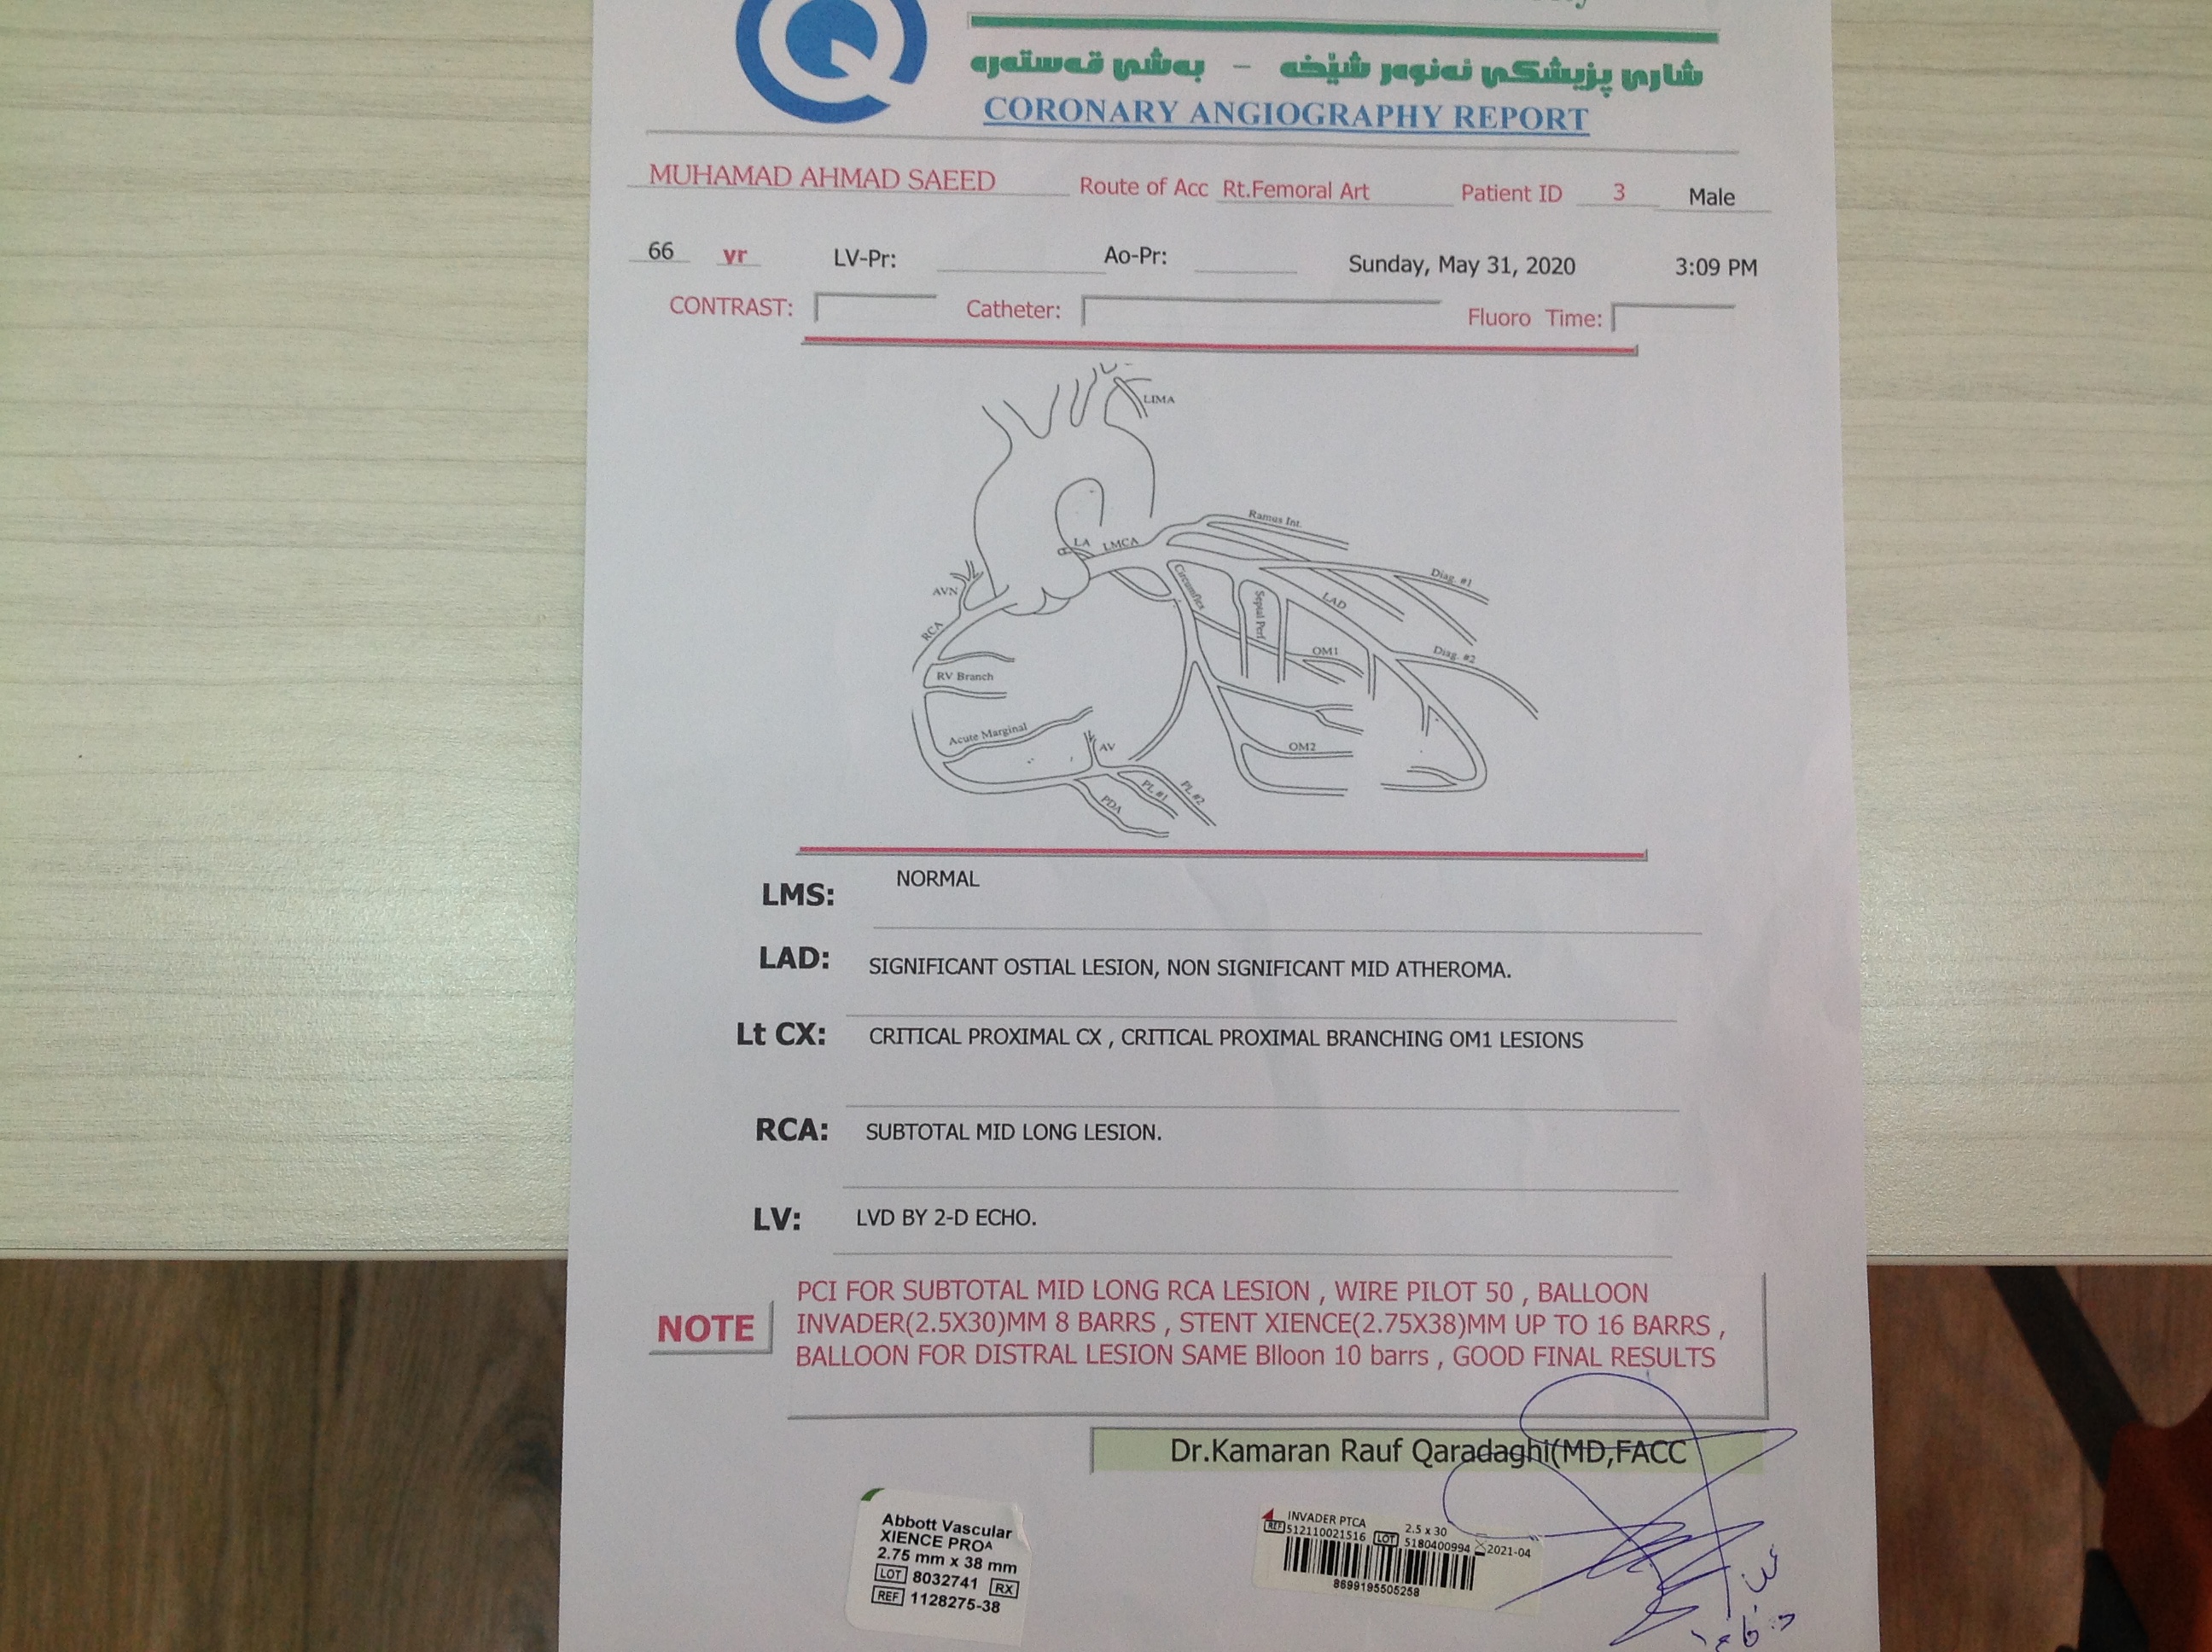 شاری پزیشکی ئەنوەر شێخە – بەشی قەستەرە
CORONARY ANGIOGRAPHY REPORT
MUHAMAD AHMAD SAEED Route of Acc Rt.Femoral Art Patient ID 3 Male
66 yr LV-Pr: Ao-Pr: Sunday, May 31, 2020 3:09 PM
CONTRAST: Catheter: Fluoro Time:
LIMA
Ramus Int.
LA LMCA
AVN
RCA
Circumflex
Septal Perf.
LAD
Diag. #1
OM1
Diag. #2
RV Branch
Acute Marginal
AV
OM2
PL #1
PL #2
PDA
LMS: NORMAL
LAD: SIGNIFICANT OSTIAL LESION, NON SIGNIFICANT MID ATHEROMA.
Lt CX: CRITICAL PROXIMAL CX , CRITICAL PROXIMAL BRANCHING OM1 LESIONS
RCA: SUBTOTAL MID LONG LESION.
LV: LVD BY 2-D ECHO.
NOTE
PCI FOR SUBTOTAL MID LONG RCA LESION , WIRE PILOT 50 , BALLOON
INVADER(2.5X30)MM 8 BARRS , STENT XIENCE(2.75X38)MM UP TO 16 BARRS ,
BALLOON FOR DISTRAL LESION SAME Blloon 10 barrs , GOOD FINAL RESULTS
Dr.Kamaran Rauf Qaradaghi(MD,FACC
Abbott Vascular
XIENCE PROᴬ
2.75 mm x 38 mm
LOT 8032741 RX
REF 1128275-38
INVADER PTCA 2.5 x 30
REF 512110021516 LOT 5180400994 2021-04
8699195505258